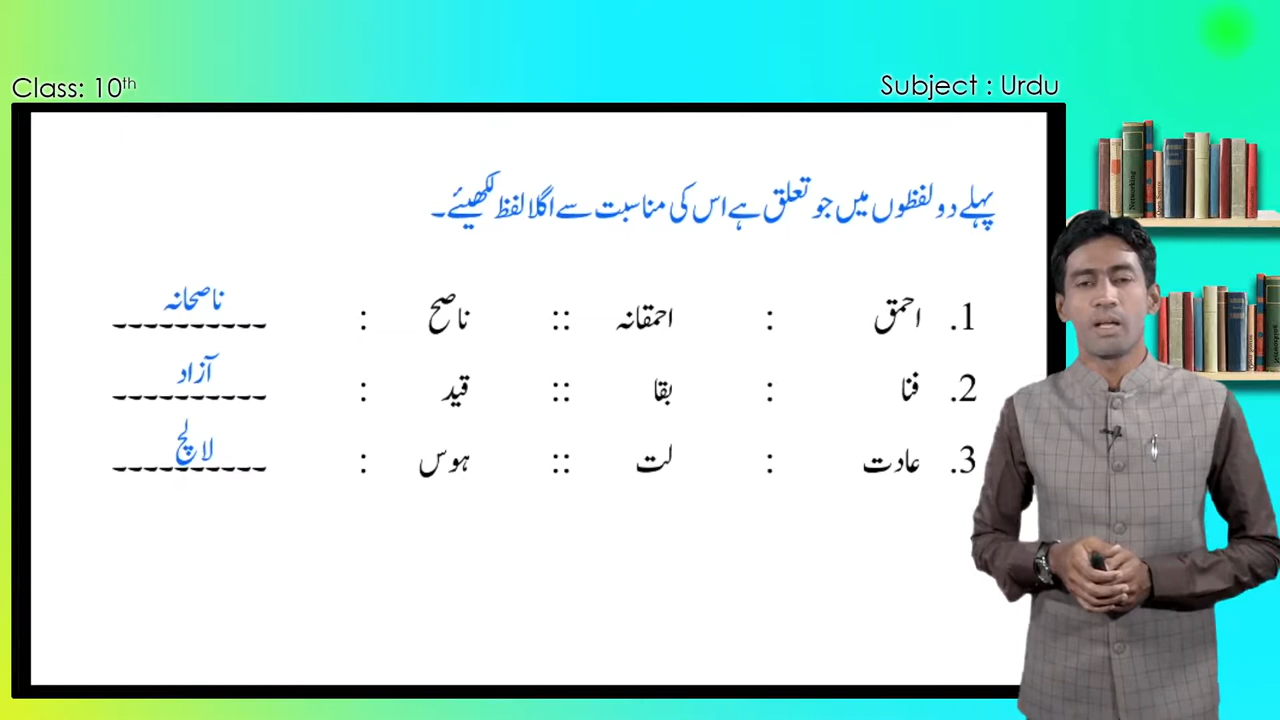 Class: 10th
Subject : Urdu
پہلے دو لفظوں میں جو تعلق ہے اس کی مناسبت سے اگلا لفظ لکھیئے۔
1. احمق : احمقانہ :: ناصح : ناصحانہ
2. فنا : بقا :: قید : آزاد
3. عادت : لت :: ہوس : لالچ
Networking